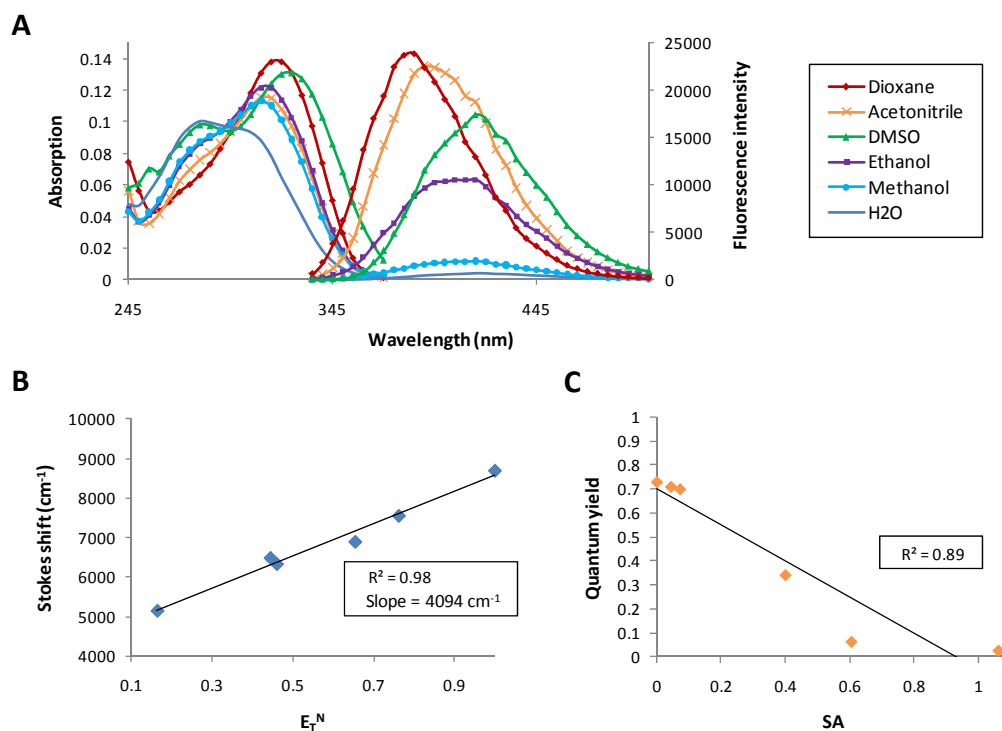 A
Absorption
0.14
0.12
0.1
0.08
0.06
0.04
0.02
0
25000
20000
15000
10000
5000
0
Fluorescence intensity
245
345
445
Wavelength (nm)
Dioxane
Acetonitrile
DMSO
Ethanol
Methanol
H2O
B
Stokes shift (cm-1)
10000
9000
8000
7000
6000
5000
4000
R² = 0.98
Slope = 4094 cm-1
0.1
0.3
0.5
0.7
0.9
ETN
C
Quantum yield
1
0.9
0.8
0.7
0.6
0.5
0.4
0.3
0.2
0.1
0
R² = 0.89
0
0.2
0.4
0.6
0.8
1
SA